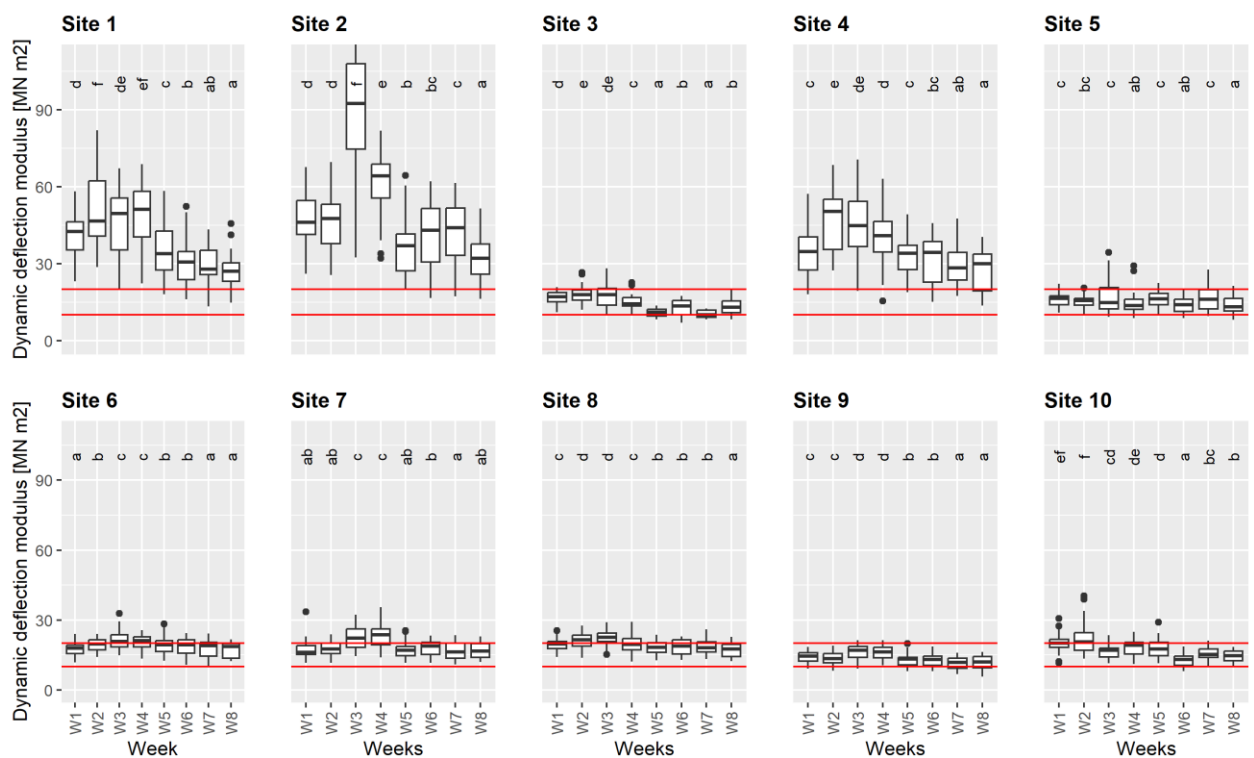 Site 1 Site 2 Site 3 Site 4 Site 5
Dynamic deflection modulus [MN m2]
90
60
30
0
d f de ef c b ab a
d d f e b bc c a
d e de c a b a b
c e de d c bc ab a
c bc c ab c ab c a
Site 6 Site 7 Site 8 Site 9 Site 10
Dynamic deflection modulus [MN m2]
90
60
30
0
a b c c b b a a
ab ab c c ab b a ab
c d d c b b b a
c c d d b b a a
ef f cd de d a bc b
W1 W2 W3 W4 W5 W6 W7 W8
W1 W2 W3 W4 W5 W6 W7 W8
W1 W2 W3 W4 W5 W6 W7 W8
W1 W2 W3 W4 W5 W6 W7 W8
W1 W2 W3 W4 W5 W6 W7 W8
Week Weeks Weeks Weeks Weeks